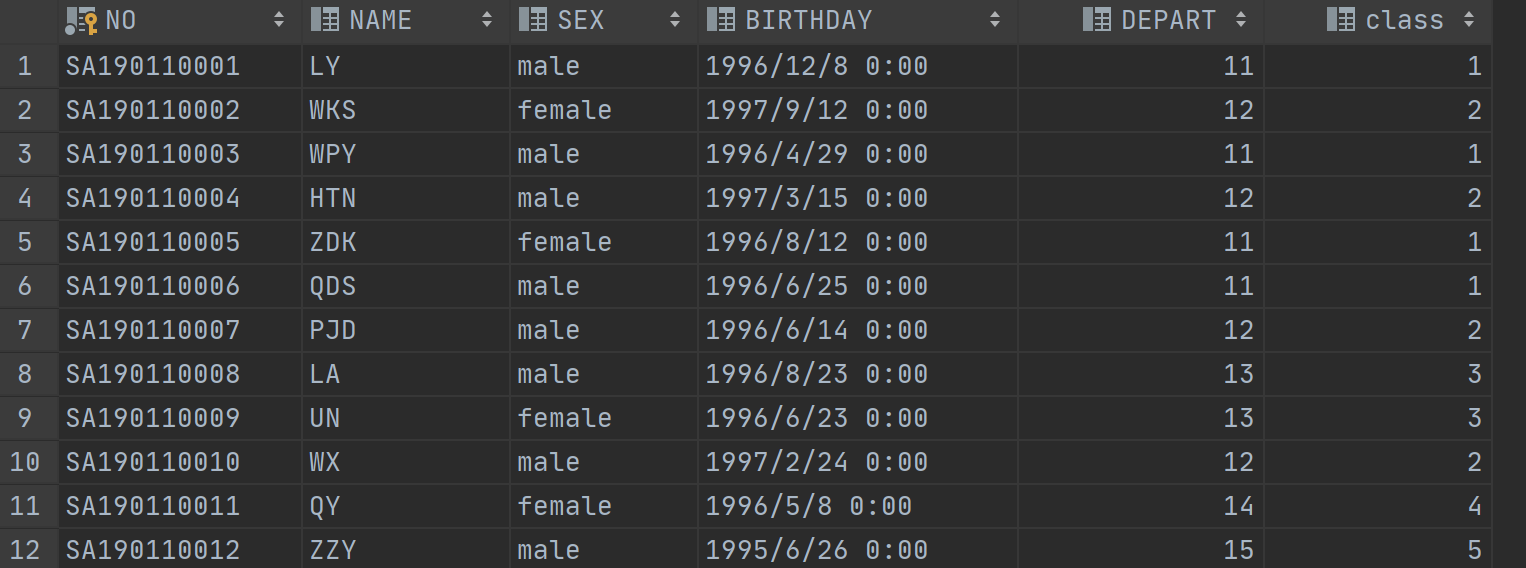 NO NAME SEX BIRTHDAY DEPART class
1 SA190110001 LY male 1996/12/8 0:00 11 1
2 SA190110002 WKS female 1997/9/12 0:00 12 2
3 SA190110003 WPY male 1996/4/29 0:00 11 1
4 SA190110004 HTN male 1997/3/15 0:00 12 2
5 SA190110005 ZDK female 1996/8/12 0:00 11 1
6 SA190110006 QDS male 1996/6/25 0:00 11 1
7 SA190110007 PJD male 1996/6/14 0:00 12 2
8 SA190110008 LA male 1996/8/23 0:00 13 3
9 SA190110009 UN female 1996/6/23 0:00 13 3
10 SA190110010 WX male 1997/2/24 0:00 12 2
11 SA190110011 QY female 1996/5/8 0:00 14 4
12 SA190110012 ZZY male 1995/6/26 0:00 15 5